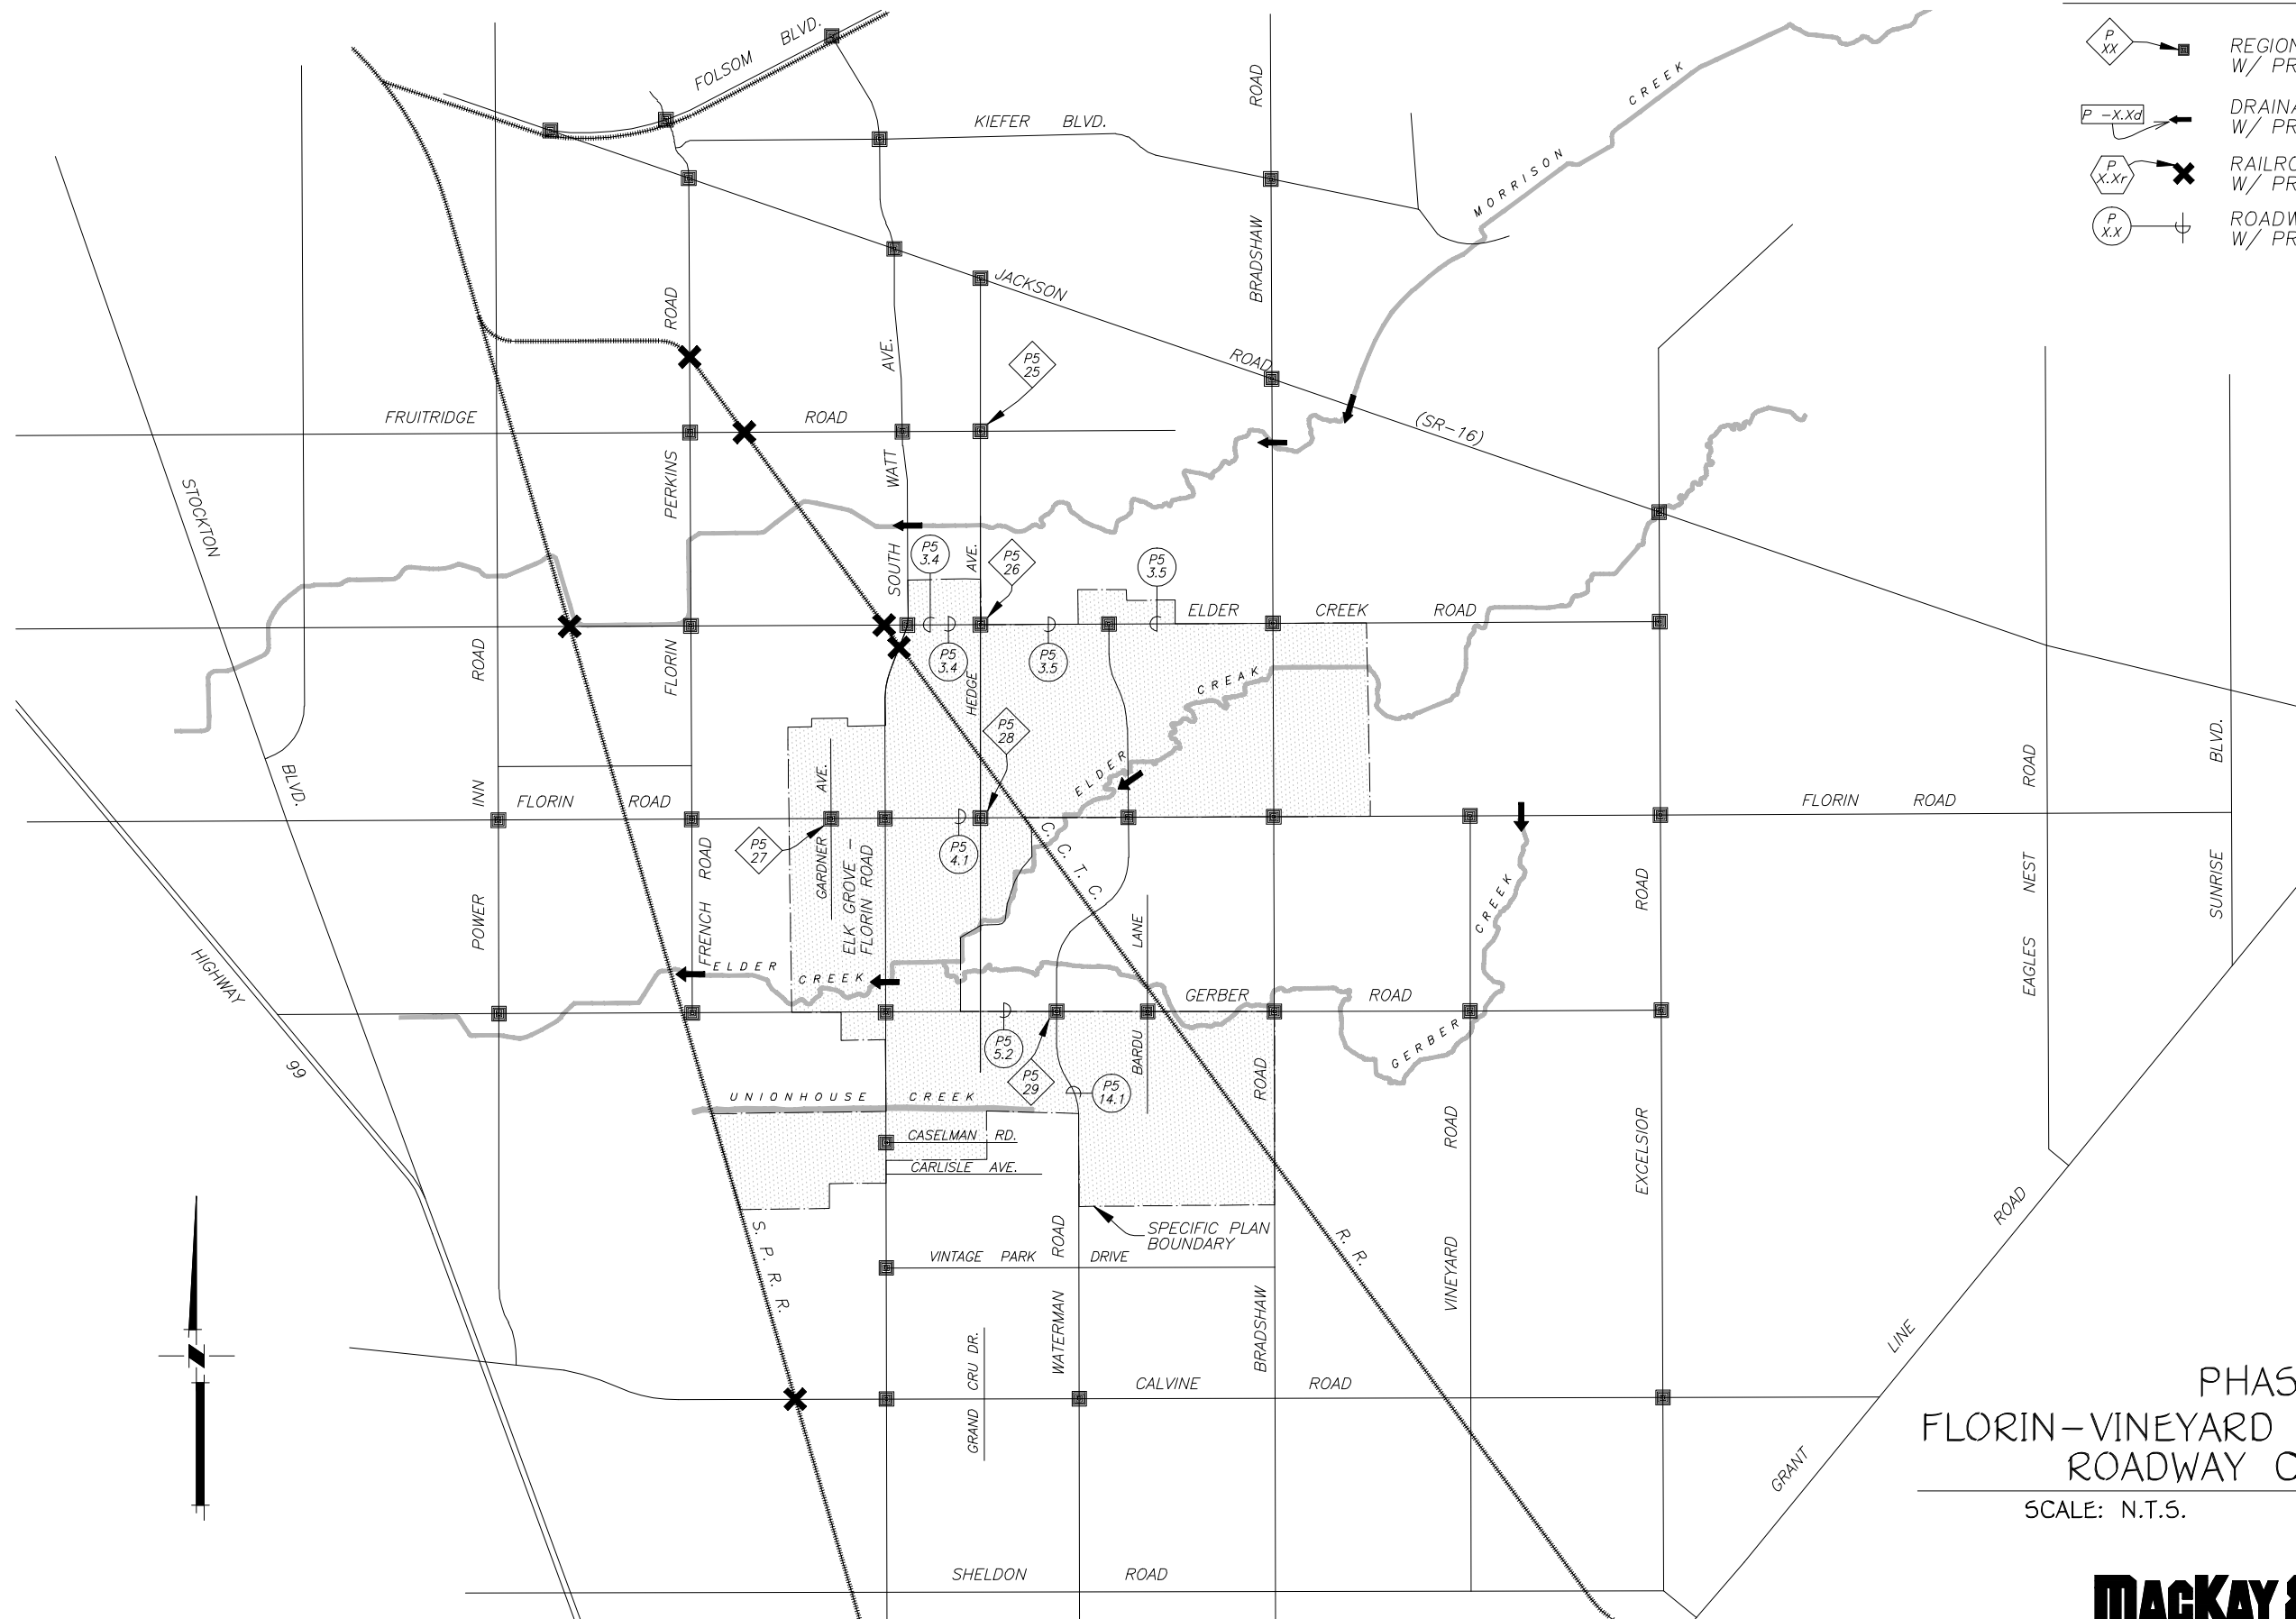 FOLSOM BLVD.
KIEFER BLVD.
BRADSHAW ROAD
MORRISON CREEK
P
XX
P -X.Xd
P
X.Xr
P
X.X
JACKSON ROAD (SR-16)
P5
25
FRUITRIDGE ROAD
STOCKTON BLVD.
FLORIN PERKINS ROAD
SOUTH WATT AVE.
P5
3.4
HEDGE AVE.
P5
26
P5
3.5
ELDER CREEK ROAD
P5
3.4
P5
3.5
ELDER CREAK
P5
28
POWER INN ROAD
FLORIN ROAD
GARDNER AVE.
P5
27
P5
4.1
FLORIN ROAD
ELK GROVE -
FLORIN ROAD
FRENCH ROAD
C. C. T. C. R. R.
BARDU LANE
GERBER CREEK
EXCELSIOR ROAD
EAGLES NEST ROAD
SUNRISE BLVD.
ELDER CREEK
GERBER ROAD
P5
5.2
P5
29
P5
14.1
HIGHWAY 99
UNIONHOUSE CREEK
CASELMAN RD.
CARLISLE AVE.
SPECIFIC PLAN
BOUNDARY
S. P. R. R.
VINTAGE PARK DRIVE
WATERMAN ROAD
BRADSHAW ROAD
VINEYARD ROAD
GRAND CRU DR.
CALVINE ROAD
GRANT LINE ROAD
SHELDON ROAD
FLORIN-VINEYARD
ROADWAY
SCALE: N.T.S.
MACKAY